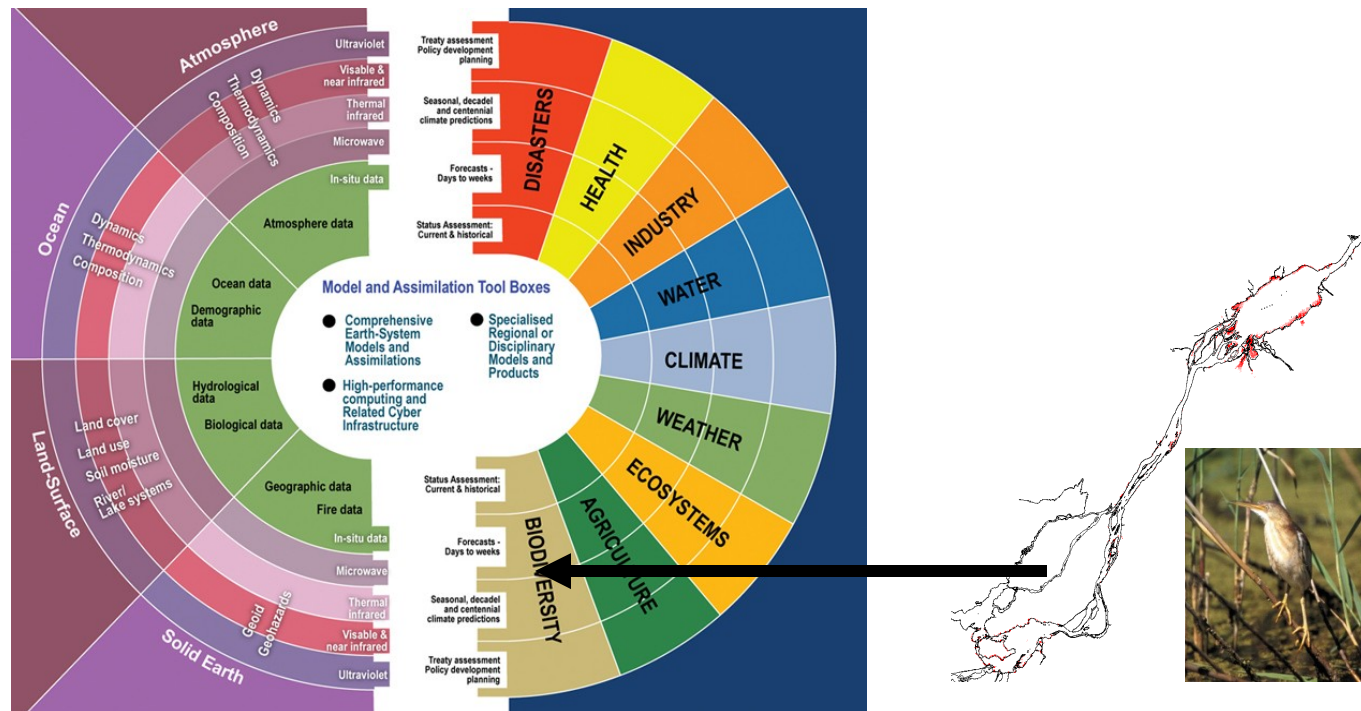 Atmosphere
Ocean
Land-Surface
Solid Earth
Ultraviolet
Visable &
near infrared
Thermal
infrared
Microwave
In-situ data
Dynamics
Thermodynamics
Composition
Dynamics
Thermodynamics
Composition
Land cover
Land use
Soil moisture
River/
Lake systems
Geoid
Geohazards
Atmosphere data
Ocean data
Demographic
data
Hydrological
data
Biological data
Geographic data
Fire data
In-situ data
Microwave
Thermal
infrared
Visable &
near infrared
Ultraviolet
Model and Assimilation Tool Boxes
Comprehensive
Earth-System
Models and
Assimilations
High-performance
computing and
Related Cyber
Infrastructure
Specialised
Regional or
Disciplinary
Models and
Products
Treaty assessment
Policy development
planning
Seasonal, decadel
and centennial
climate predictions
Forecasts -
Days to weeks
Status Assessment:
Current & historical
DISASTERS
HEALTH
INDUSTRY
WATER
CLIMATE
WEATHER
ECOSYSTEMS
AGRICULTURE
BIODIVERSITY
Status Assessment:
Current & historical
Forecasts -
Days to weeks
Seasonal, decadel
and centennial
climate predictions
Treaty assessment
Policy development
planning